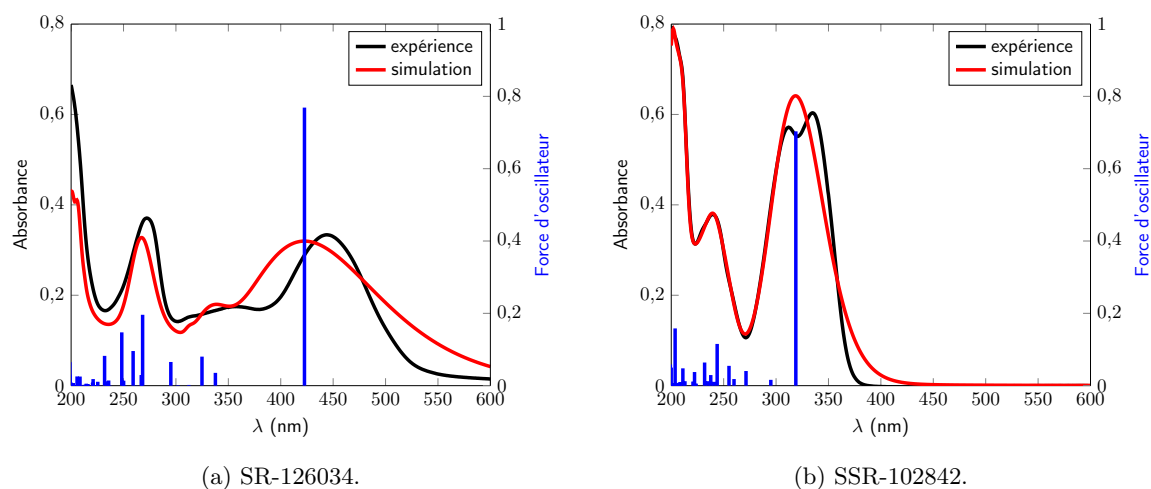 0,8
0,6
0,4
0,2
0
Absorbance
1
0,8
0,6
0,4
0,2
0
Force d'oscillateur
expérience
simulation
200 250 300 350 400 450 500 550 600
λ (nm)
(a) SR-126034.
0,8
0,6
0,4
0,2
0
Absorbance
1
0,8
0,6
0,4
0,2
0
Force d'oscillateur
expérience
simulation
200 250 300 350 400 450 500 550 600
λ (nm)
(b) SSR-102842.